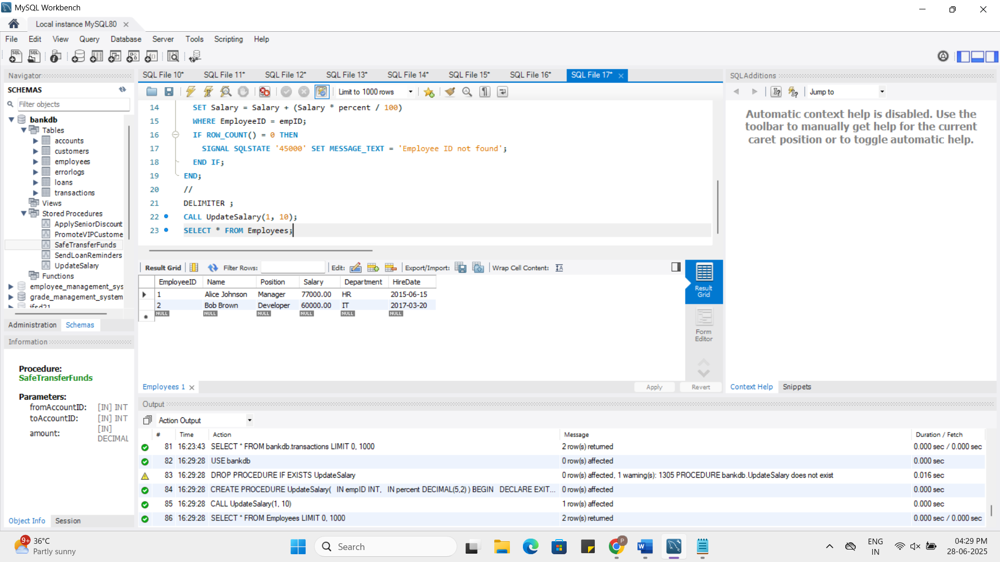 MySQL Workbench
Local instance MySQL80
File Edit View Query Database Server Tools Scripting Help
Navigator
SCHEMAS
Filter objects
bankdb
Tables
accounts
customers
employees
errorlogs
loans
transactions
Views
Stored Procedures
ApplySeniorDiscount
PromoteVIPCustome
SafeTransferFunds
SendLoanReminders
UpdateSalary
Functions
employee_management_sys
grade_management_system
ifsd21
Administration Schemas
Information
Procedure:
SafeTransferFunds
Parameters:
fromAccountID: [IN] INT
toAccountID: [IN] INT
amount: [IN] DECIMAL
Object Info Session
SQL File 10* SQL File 11* SQL File 12* SQL File 13* SQL File 14* SQL File 15* SQL File 16* SQL File 17*
Limit to 1000 rows
14 SET Salary = Salary + (Salary * percent / 100)
15 WHERE EmployeeID = empID;
16 IF ROW_COUNT() = 0 THEN
17 SIGNAL SQLSTATE '45000' SET MESSAGE_TEXT = 'Employee ID not found';
18 END IF;
19 END;
20 //
21 DELIMITER ;
22 CALL UpdateSalary(1, 10);
23 SELECT * FROM Employees;
Result Grid Filter Rows: Edit: Export/Import: Wrap Cell Content:
EmployeeID Name Position Salary Department HireDate
1 Alice Johnson Manager 77000.00 HR 2015-06-15
2 Bob Brown Developer 60000.00 IT 2017-03-20
NULL NULL NULL NULL NULL NULL
Result Grid
Form Editor
Employees 1
Apply Revert
SQLAdditions
Jump to
Automatic context help is disabled. Use the
toolbar to manually get help for the current
caret position or to toggle automatic help.
Context Help Snippets
Output
Action Output
# Time Action Message Duration / Fetch
81 16:23:43 SELECT * FROM bankdb.transactions LIMIT 0, 1000 2 row(s) returned 0.000 sec / 0.000 sec
82 16:29:28 USE bankdb 0 row(s) affected 0.000 sec
83 16:29:28 DROP PROCEDURE IF EXISTS UpdateSalary 0 row(s) affected, 1 warning(s): 1305 PROCEDURE bankdb.UpdateSalary does not exist 0.016 sec
84 16:29:28 CREATE PROCEDURE UpdateSalary( IN empID INT, IN percent DECIMAL(5,2) ) BEGIN DECLARE EXIT... 0 row(s) affected 0.000 sec
85 16:29:28 CALL UpdateSalary(1, 10) 1 row(s) affected 0.000 sec
86 16:29:28 SELECT * FROM Employees LIMIT 0, 1000 2 row(s) returned 0.000 sec / 0.000 sec
9+ 36°C
Partly sunny
Search
P
ENG
IN
04:29 PM
28-06-2025